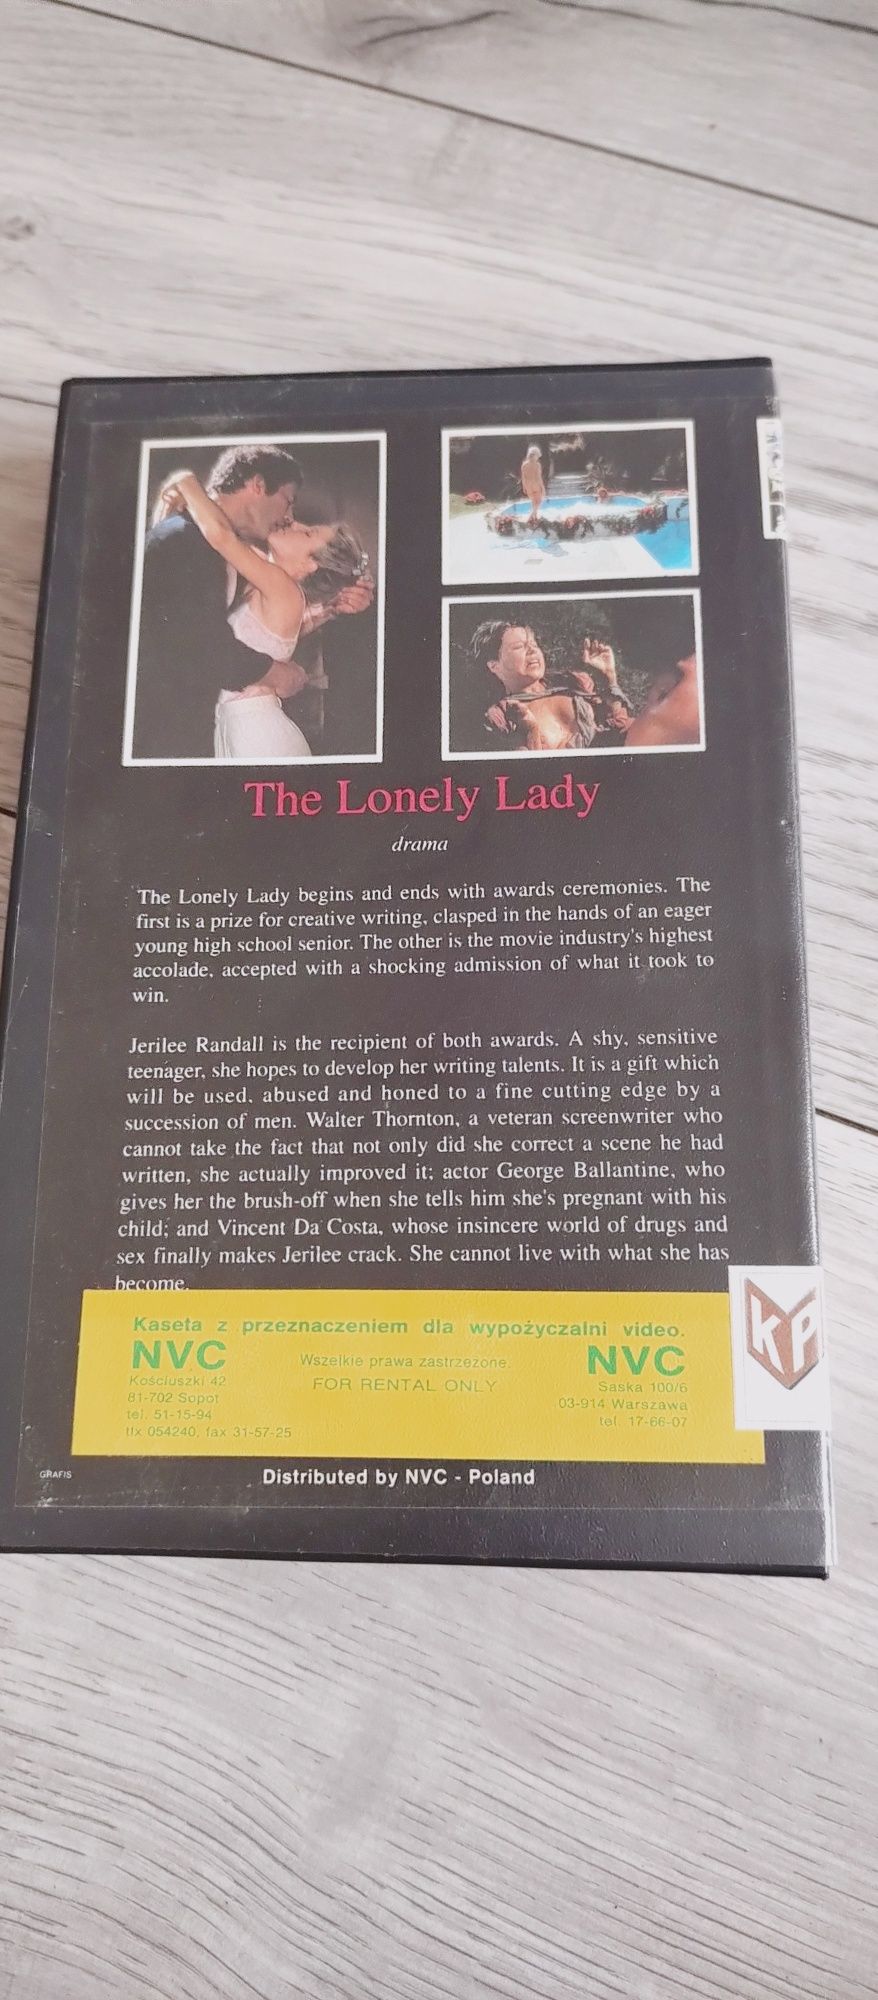 The Lonely Lady
drama
The Lonely Lady begins and ends with awards ceremonies. The
first is a prize for creative writing, clasped in the hands of an eager
young high school senior. The other is the movie industry's highest
accolade, accepted with a shocking admission of what it took to
win.
Jerilee Randall is the recipient of both awards. A shy, sensitive
teenager, she hopes to develop her writing talents. It is a gift which
will be used, abused and honed to a fine cutting edge by a
succession of men. Walter Thornton, a veteran screenwriter who
cannot take the fact that not only did she correct a scene he had
written, she actually improved it; actor George Ballantine, who
gives her the brush-off when she tells him she's pregnant with his
child; and Vincent Da Costa, whose insincere world of drugs and
sex finally makes Jerilee crack. She cannot live with what she has
become.
Kaseta z przeznaczeniem dla wypożyczalni video.
NVC
Kościuszki 42
81-702 Sopot
tel. 51-15-94
tlx 054240, fax 31-57-25
Wszelkie prawa zastrzeżone.
FOR RENTAL ONLY
NVC
Saska 100/6
03-914 Warszawa
tel. 17-66-07
KP
GRAFIS
Distributed by NVC - Poland